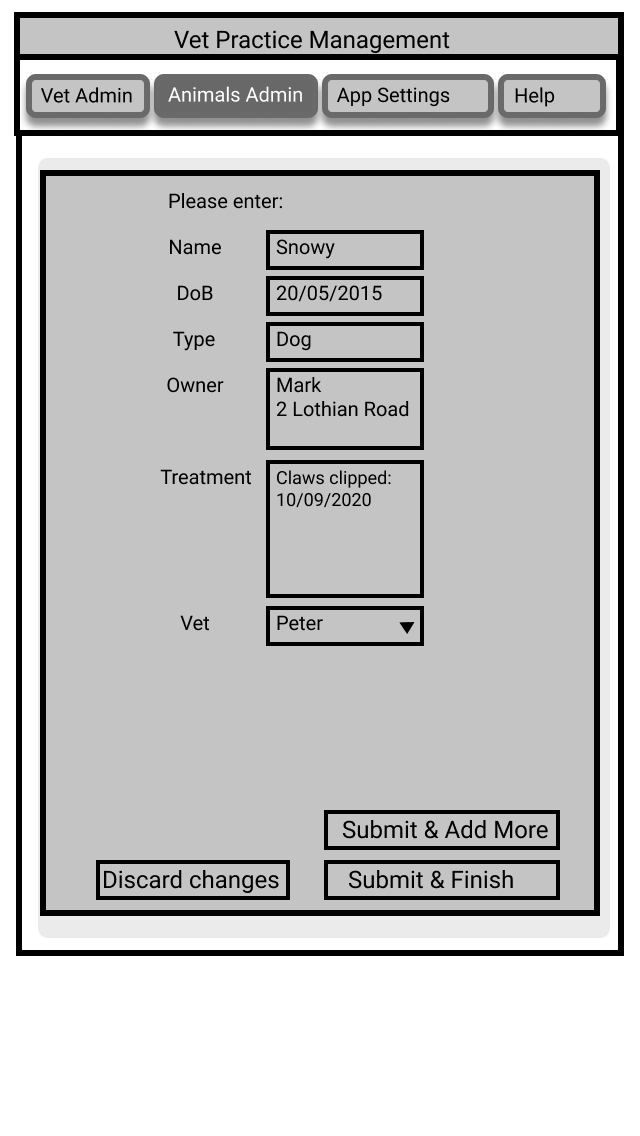 Vet Practice Management
Vet Admin Animals Admin App Settings Help
Please enter:
Name Snowy
DoB 20/05/2015
Type Dog
Owner Mark
2 Lothian Road
Treatment Claws clipped:
10/09/2020
Vet Peter
Submit & Add More
Discard changes Submit & Finish